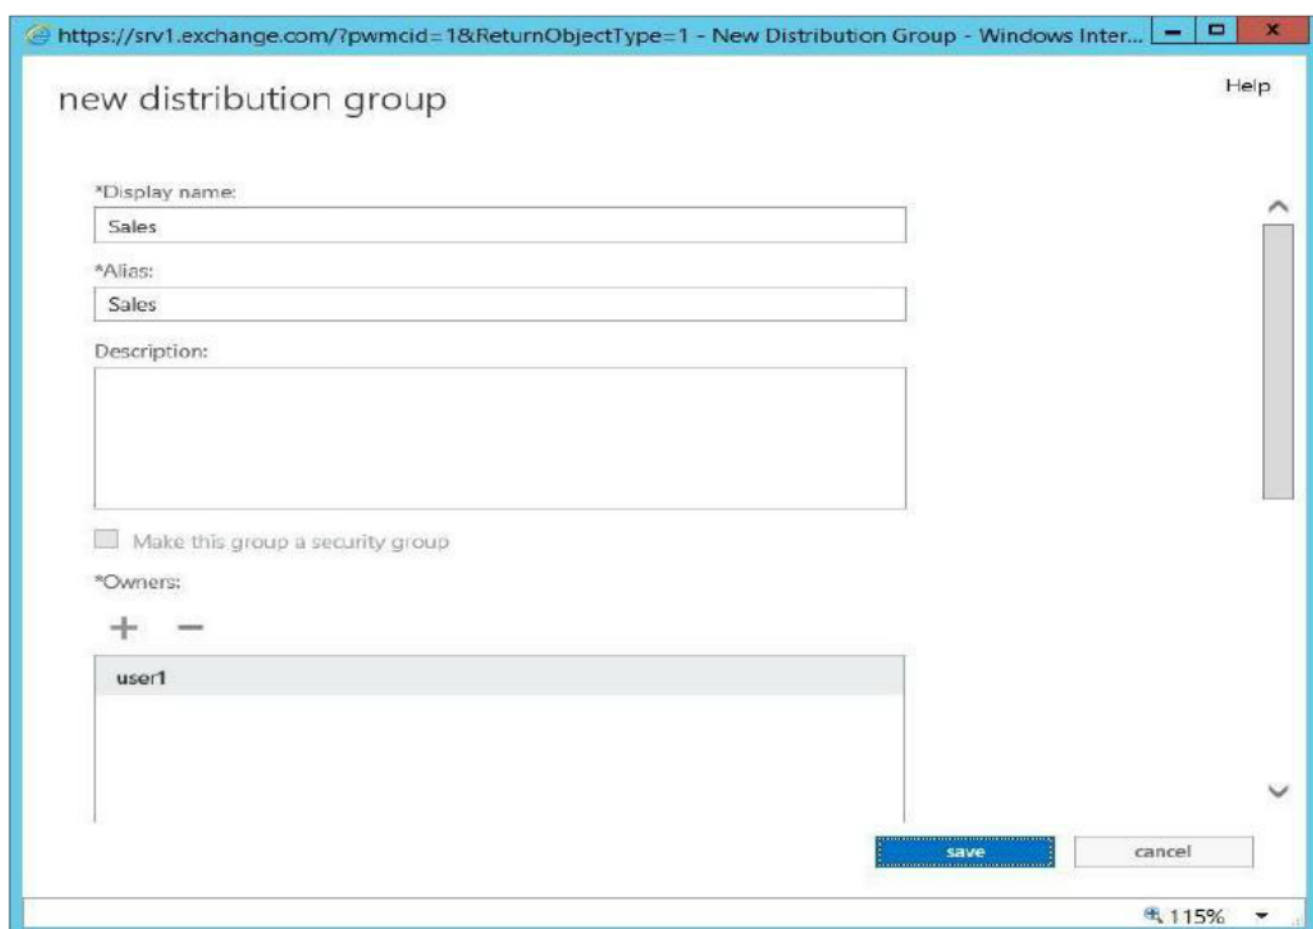 https://srv1.exchange.com/?pwmcid=1&ReturnObjectType=1 - New Distribution Group - Windows Inter...
Help
new distribution group
*Display name:
Sales
*Alias:
Sales
Description:
Make this group a security group
*Owners:
user1
save cancel
115%